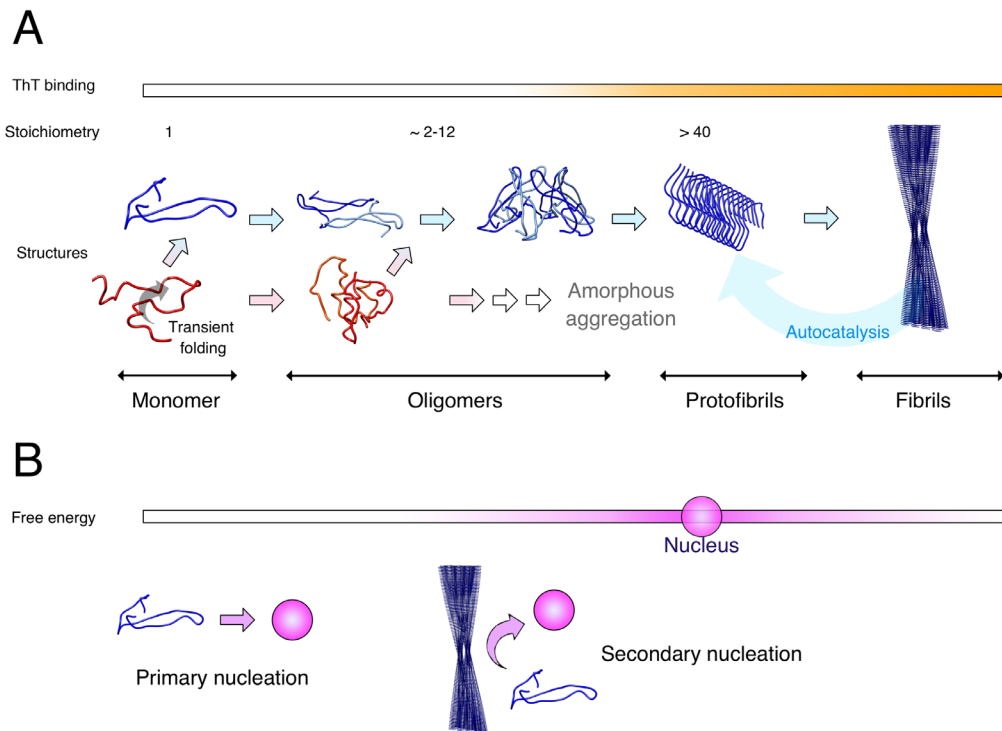 A
ThT binding
Stoichiometry 1 ~ 2-12 > 40
Structures
Transient
folding
Amorphous
aggregation
Autocatalysis
Monomer Oligomers Protofibrils Fibrils
B
Free energy
Nucleus
Primary nucleation
Secondary nucleation